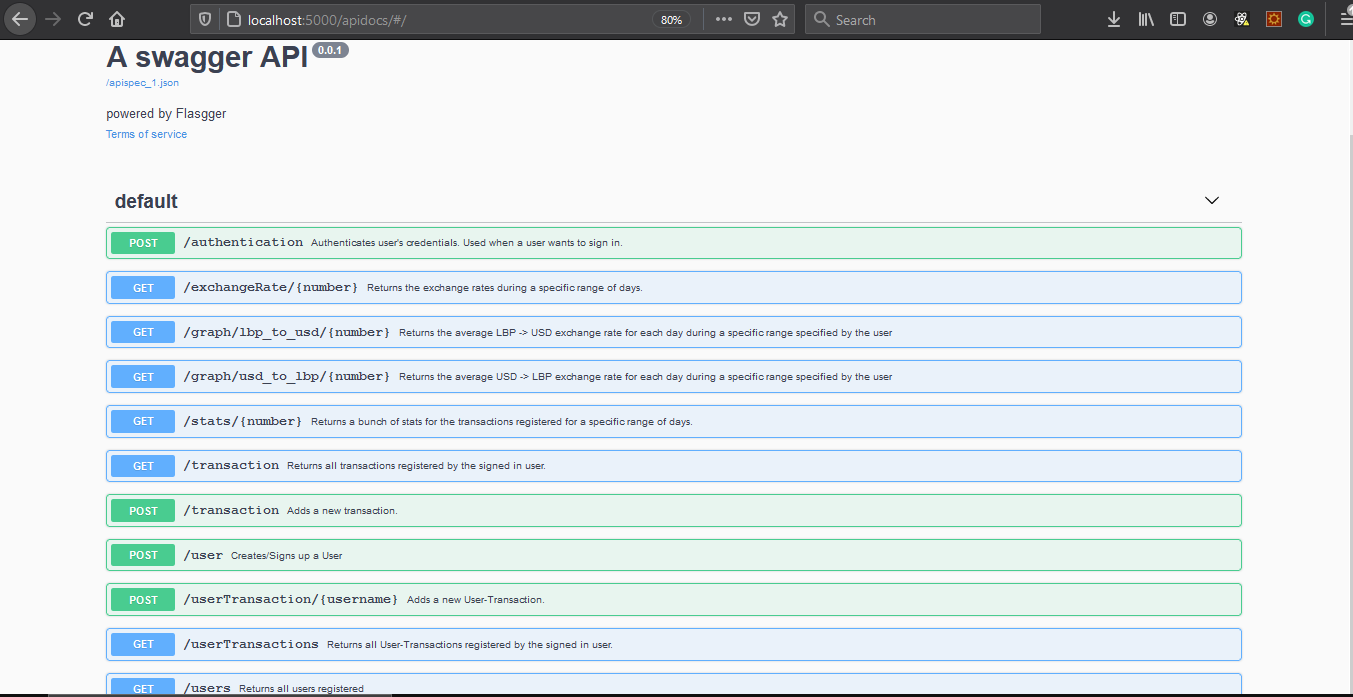 localhost:5000/apidocs/#/ 80% Search
A swagger API 0.0.1
/apispec_1.json
powered by Flasgger
Terms of service
default
POST /authentication Authenticates user's credentials. Used when a user wants to sign in.
GET /exchangeRate/{number} Returns the exchange rates during a specific range of days.
GET /graph/lbp_to_usd/{number} Returns the average LBP -> USD exchange rate for each day during a specific range specified by the user
GET /graph/usd_to_lbp/{number} Returns the average USD -> LBP exchange rate for each day during a specific range specified by the user
GET /stats/{number} Returns a bunch of stats for the transactions registered for a specific range of days.
GET /transaction Returns all transactions registered by the signed in user.
POST /transaction Adds a new transaction.
POST /user Creates/Signs up a User
POST /userTransaction/{username} Adds a new User-Transaction.
GET /userTransactions Returns all User-Transactions registered by the signed in user.
GET /users Returns all users registered